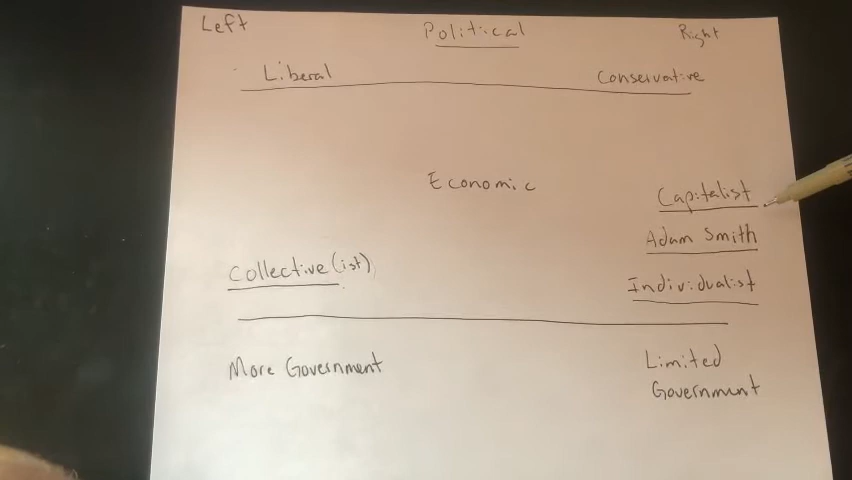 Left Political Right
Liberal Conservative
Economic
Capitalist
Adam Smith
Collective(ist)
Individualist
More Government Limited
Government